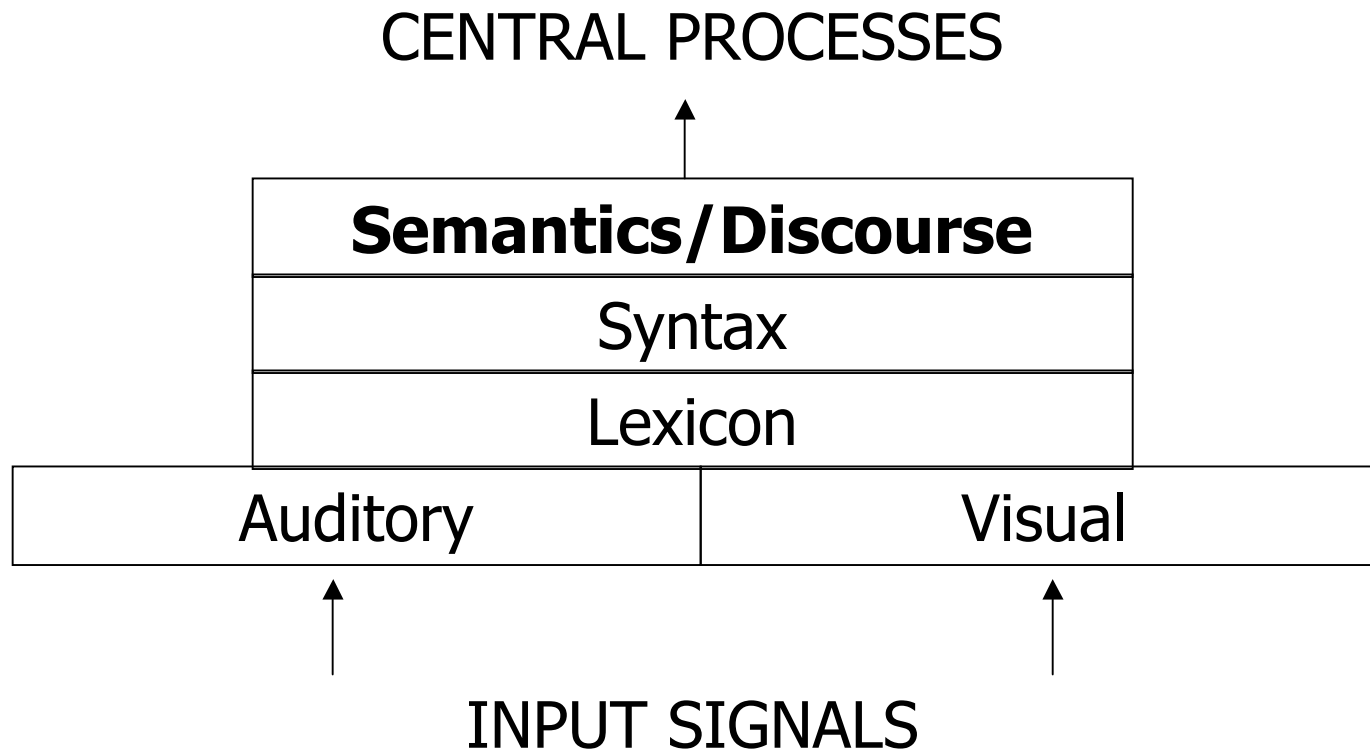 CENTRAL PROCESSES
Semantics/Discourse
Syntax
Lexicon
Auditory
Visual
INPUT SIGNALS